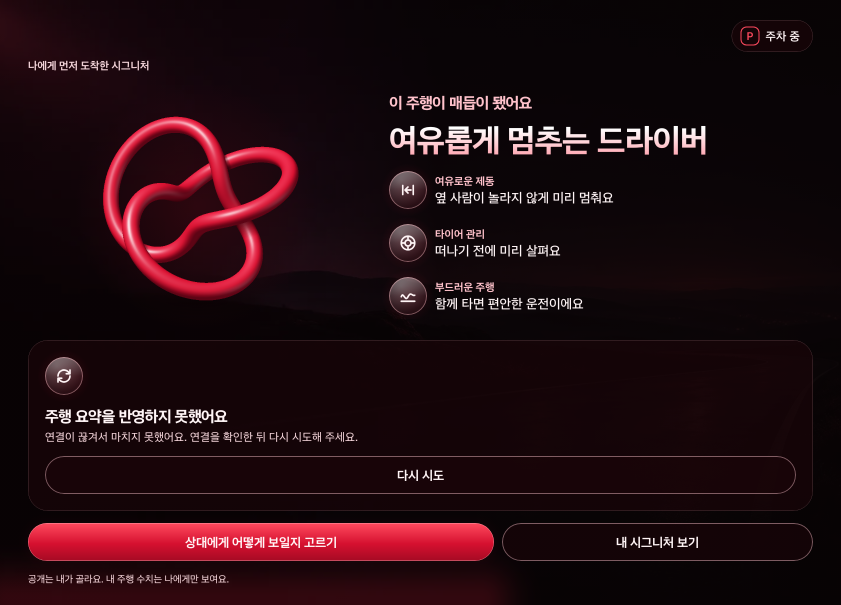 P 주차 중
나에게 먼저 도착한 시그니처
이 주행이 매듭이 됐어요
여유롭게 멈추는 드라이버
여유로운 제동
옆 사람이 놀라지 않게 미리 멈춰요
타이어 관리
떠나기 전에 미리 살펴요
부드러운 주행
함께 타면 편안한 운전이에요
주행 요약을 반영하지 못했어요
연결이 끊겨서 마치지 못했어요. 연결을 확인한 뒤 다시 시도해 주세요.
다시 시도
상대에게 어떻게 보일지 고르기
내 시그니처 보기
공개는 내가 골라요. 내 주행 수치는 나에게만 보여요.